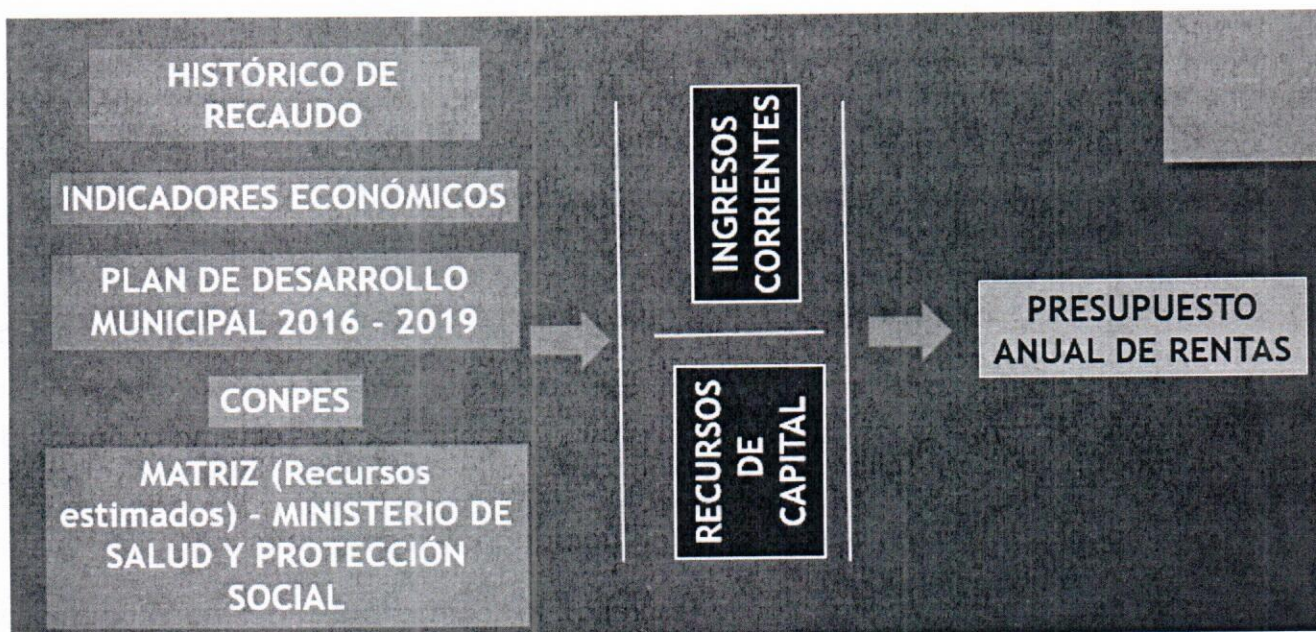 HISTÓRICO DE
RECAUDO
INDICADORES ECONÓMICOS
PLAN DE DESARROLLO
MUNICIPAL 2016 - 2019
CONPES
MATRIZ (Recursos
estimados) - MINISTERIO DE
SALUD Y PROTECCIÓN
SOCIAL
INGRESOS
CORRIENTES
RECURSOS
DE
CAPITAL
PRESUPUESTO
ANUAL DE RENTAS